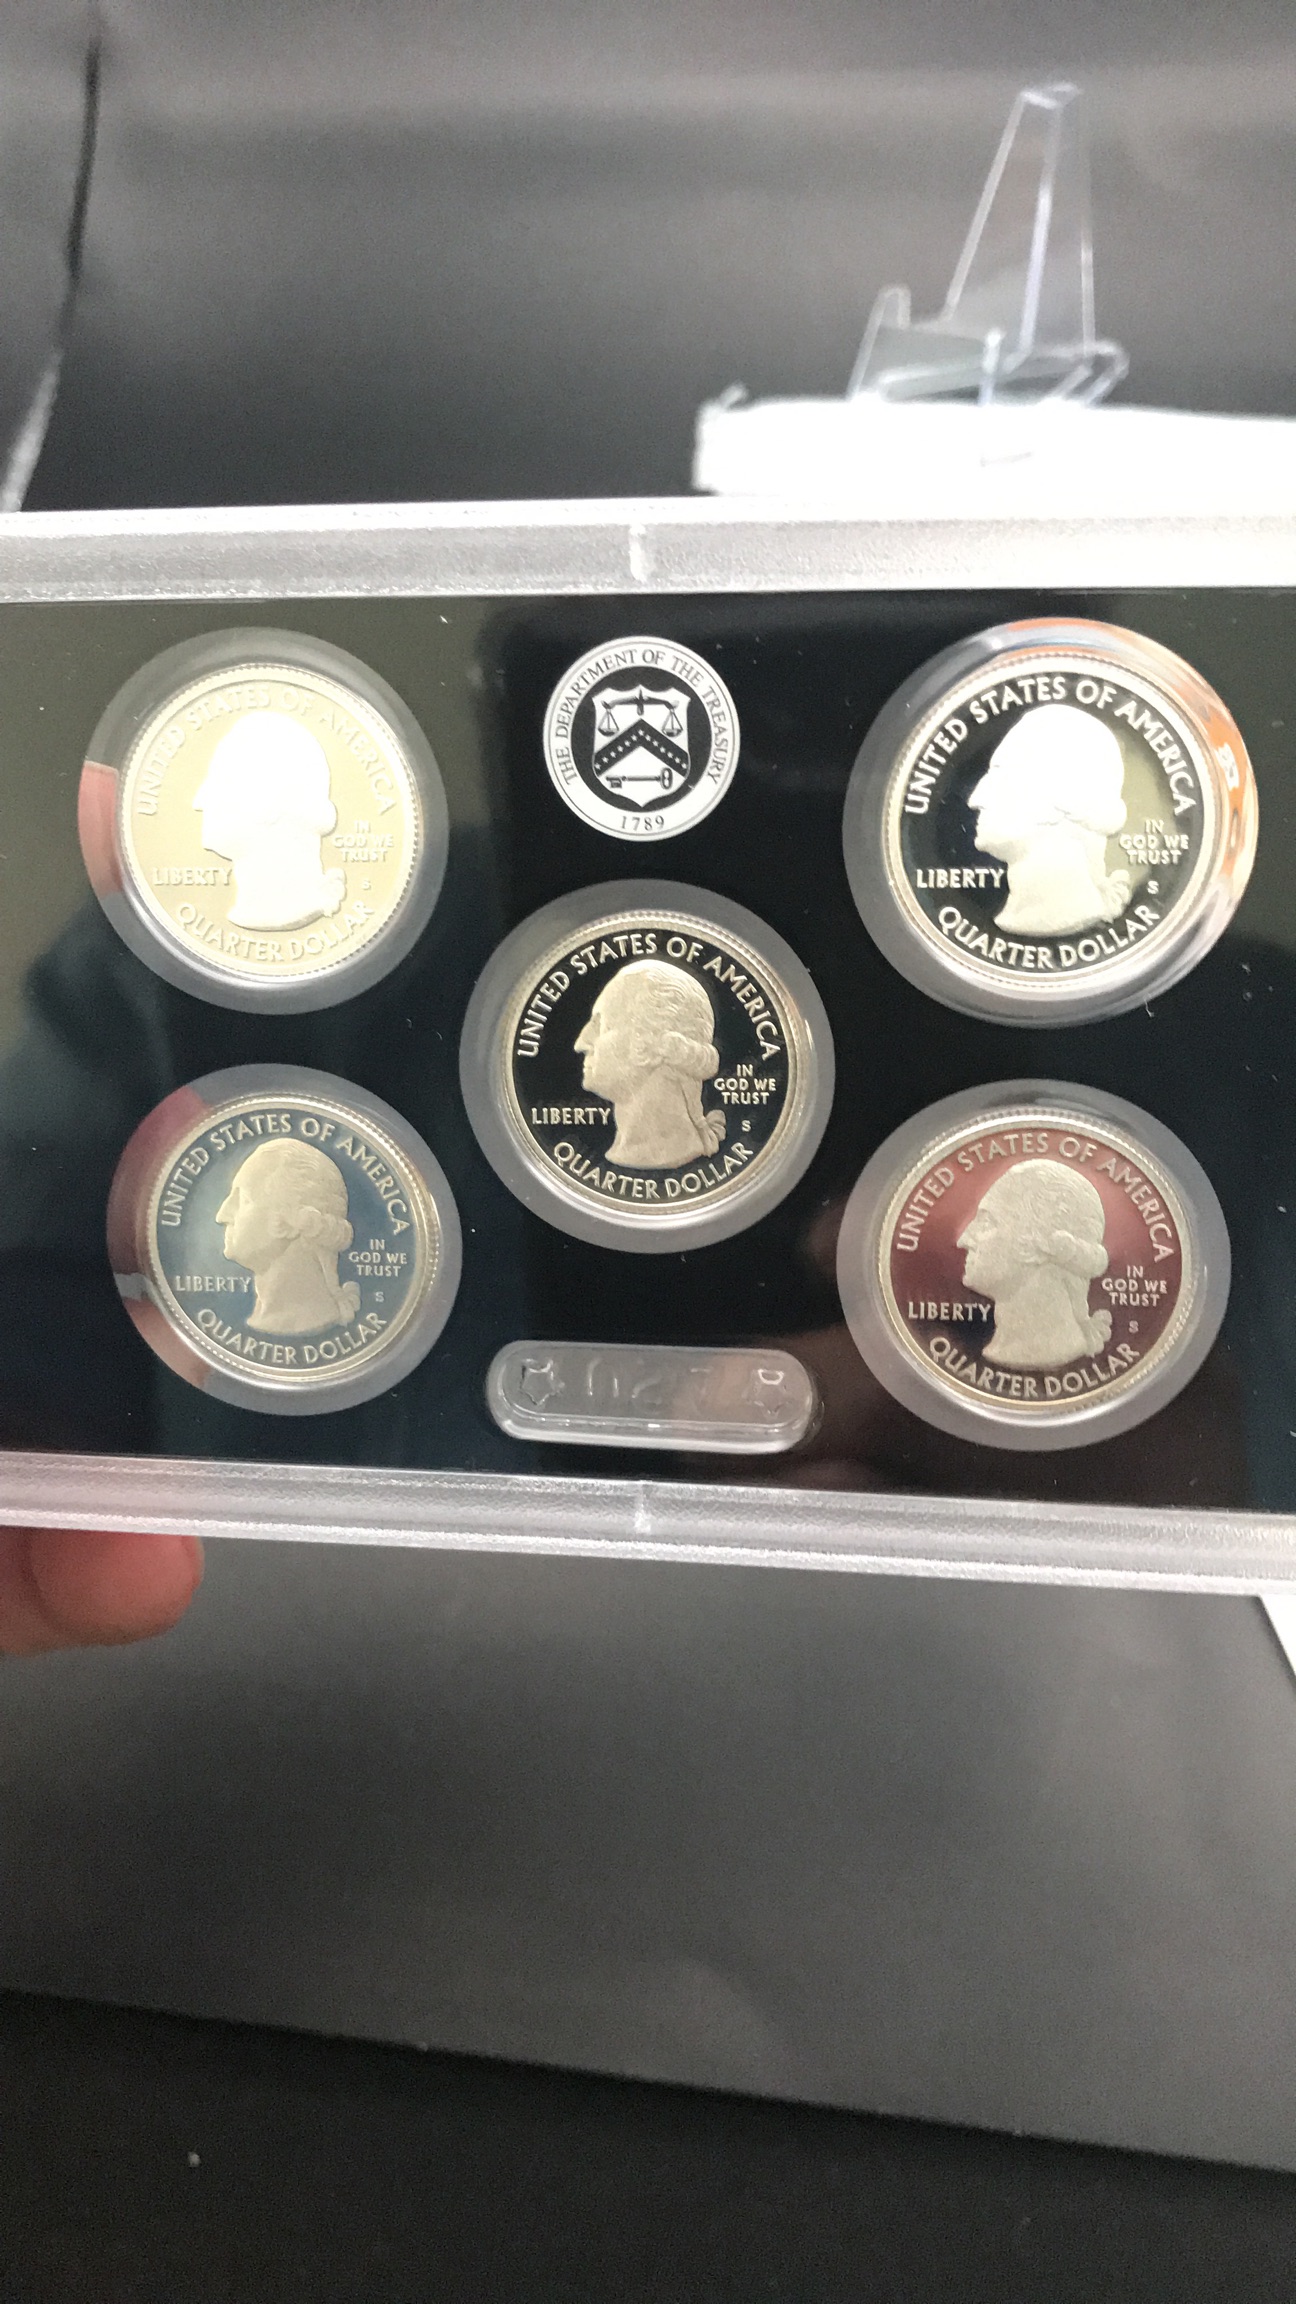 UNITED STATES OF AMERICA
IN
GOD WE
TRUST
LIBERTY
S
QUARTER DOLLAR
THE DEPARTMENT OF THE TREASURY
1789
UNITED STATES OF AMERICA
IN
GOD WE
TRUST
LIBERTY
S
QUARTER DOLLAR
UNITED STATES OF AMERICA
IN
GOD WE
TRUST
LIBERTY
S
QUARTER DOLLAR
UNITED STATES OF AMERICA
IN
GOD WE
TRUST
LIBERTY
S
QUARTER DOLLAR
UNITED STATES OF AMERICA
IN
GOD WE
TRUST
LIBERTY
S
QUARTER DOLLAR